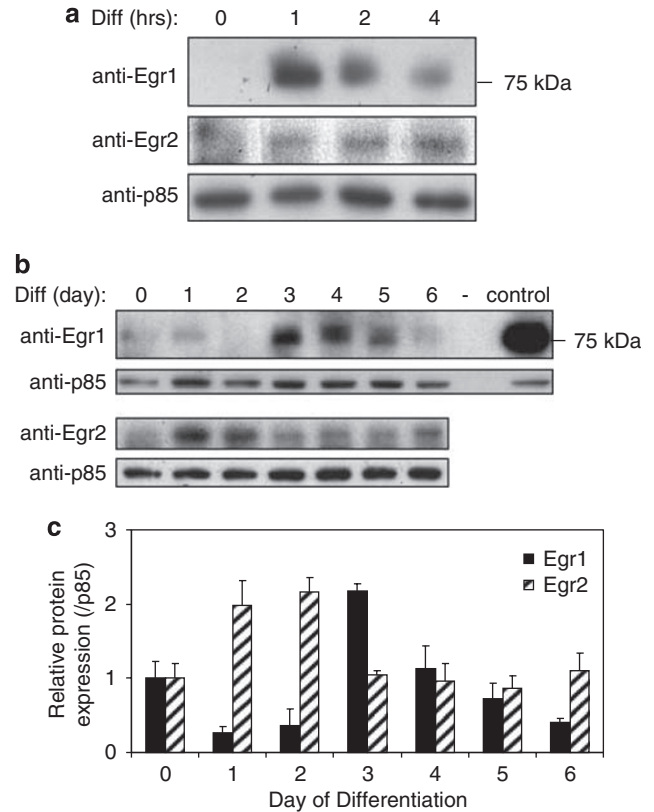 a Diff (hrs): 0 1 2 4
anti-Egr1
75 kDa
anti-Egr2
anti-p85
b
Diff (day): 0 1 2 3 4 5 6 - control
anti-Egr1
75 kDa
anti-p85
anti-Egr2
anti-p85
c
Relative protein
expression (/p85)
3
2
1
0
Egr1
Egr2
0 1 2 3 4 5 6
Day of Differentiation